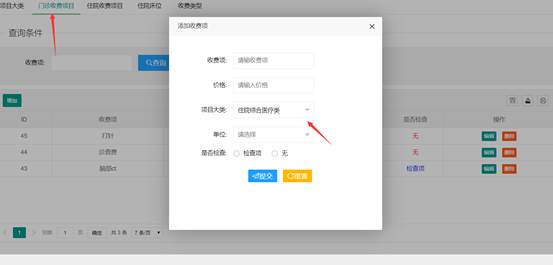 项目大类 门诊收费项目 住院收费项目 住院床位 收费类型
查询条件
添加收费项
收费项: 查询
收费项: 请输收费项
价格: 请输入价格
项目大类: 住院综合医疗类
单位: 请选择
是否检查: 检查项 无
提交 重置
增加
ID 收费项 是否检查 操作
45 打针 无 编辑 删除
44 诊查费 无 编辑 删除
43 脑部ct 检查项 编辑 删除
1 到第 1 页 确定 共 3 条 7 条/页